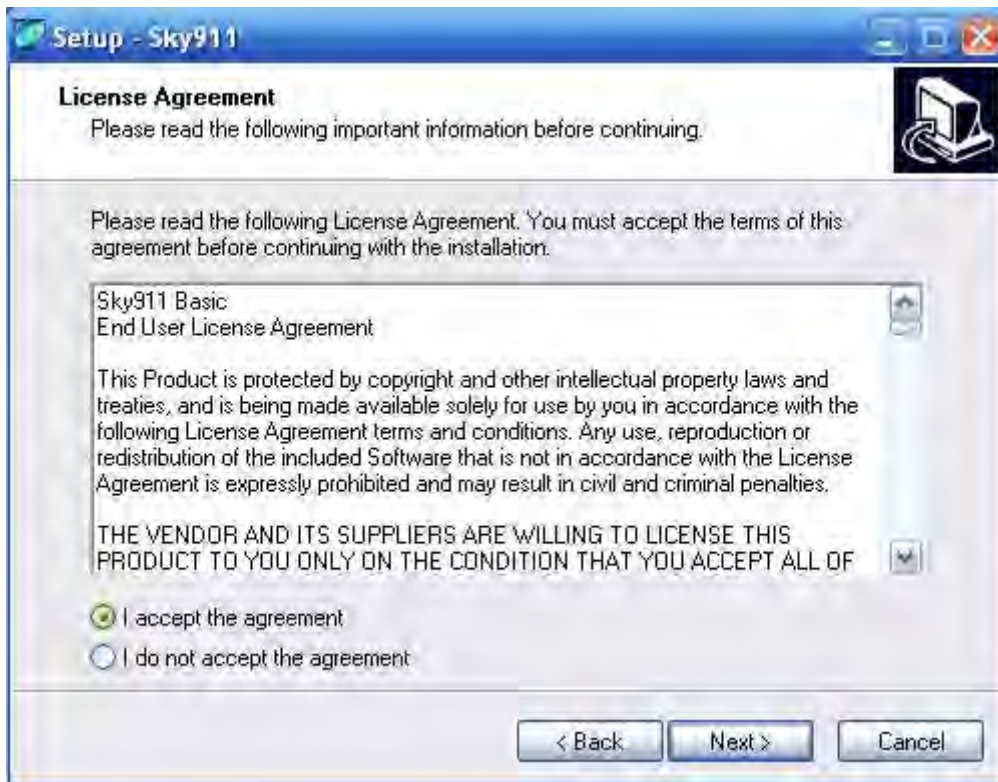 Setup - Sky911
License Agreement
Please read the following important information before continuing.
Please read the following License Agreement. You must accept the terms of this
agreement before continuing with the installation.
Sky911 Basic
End User License Agreement
This Product is protected by copyright and other intellectual property laws and
treaties, and is being made available solely for use by you in accordance with the
following License Agreement terms and conditions. Any use, reproduction or
redistribution of the included Software that is not in accordance with the License
Agreement is expressly prohibited and may result in civil and criminal penalties.
THE VENDOR AND ITS SUPPLIERS ARE WILLING TO LICENSE THIS
PRODUCT TO YOU ONLY ON THE CONDITION THAT YOU ACCEPT ALL OF
I accept the agreement
I do not accept the agreement
< Back
Next >
Cancel